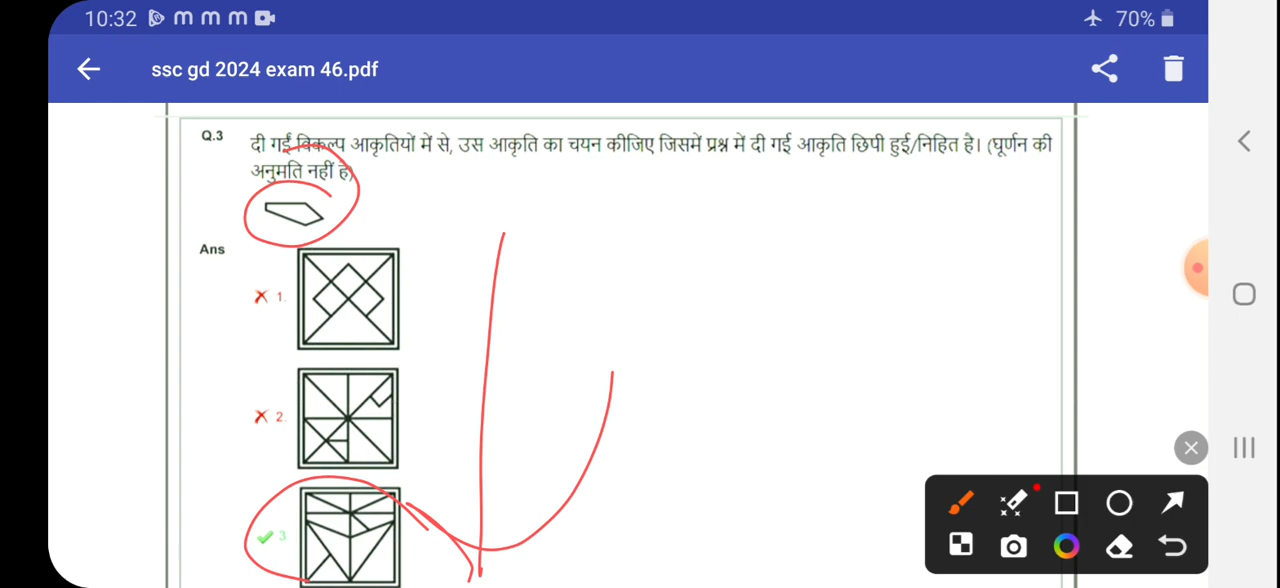 10:32 m m m 70%
ssc gd 2024 exam 46.pdf
Q.3 दी गईं विकल्प आकृतियों में से, उस आकृति का चयन कीजिए जिसमें प्रश्न में दी गई आकृति छिपी हुई/निहित है। (घूर्णन की
अनुमति नहीं है)
Ans
1.
2.
3